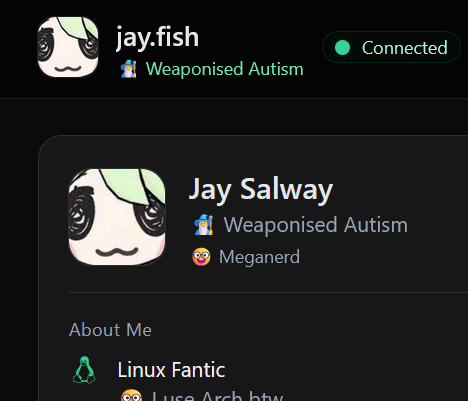 jay.fish
🧙‍♂️ Weaponised Autism
Connected
Jay Salway
🧙‍♂️ Weaponised Autism
🤓 Meganerd
About Me
Linux Fantic
🤓 I use Arch btw